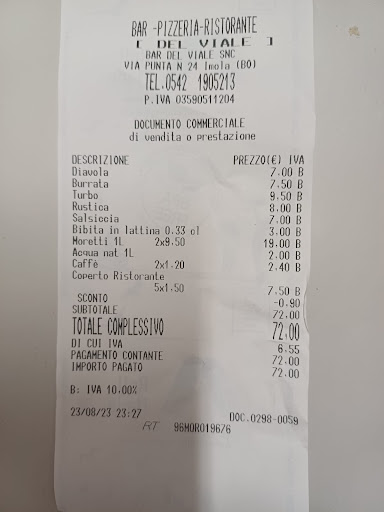 BAR -PIZZERIA-RISTORANTE
[ DEL VIALE ]
BAR DEL VIALE SNC
VIA PUNTA N 24 Imola (BO)
TEL.0542 1905213
P.IVA 03590511204
DOCUMENTO COMMERCIALE
di vendita o prestazione
DESCRIZIONE PREZZO(€) IVA
Diavola 7.00 B
Burrata 7.50 B
Turbo 9.50 B
Rustica 8.00 B
Salsiccia 7.00 B
Bibita in lattina 0.33 cl 3.00 B
Moretti 1L 2x9.50 19.00 B
Acqua nat 1L 2.00 B
Caffè 2x1.20 2.40 B
Coperto Ristorante
5x1.50 7.50 B
SCONTO -0.90
SUBTOTALE 72.00
TOTALE COMPLESSIVO 72,00
DI CUI IVA 6.55
PAGAMENTO CONTANTE 72.00
IMPORTO PAGATO 72.00
B: IVA 10.00%
23/08/23 23:27 DOC.0298-0059
RT 96MOR019676